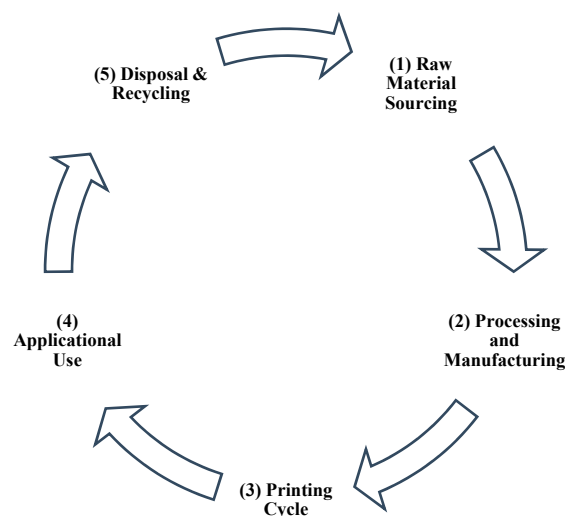 (1) Raw
Material
Sourcing
(2) Processing
and
Manufacturing
(3) Printing
Cycle
(4)
Applicational
Use
(5) Disposal &
Recycling